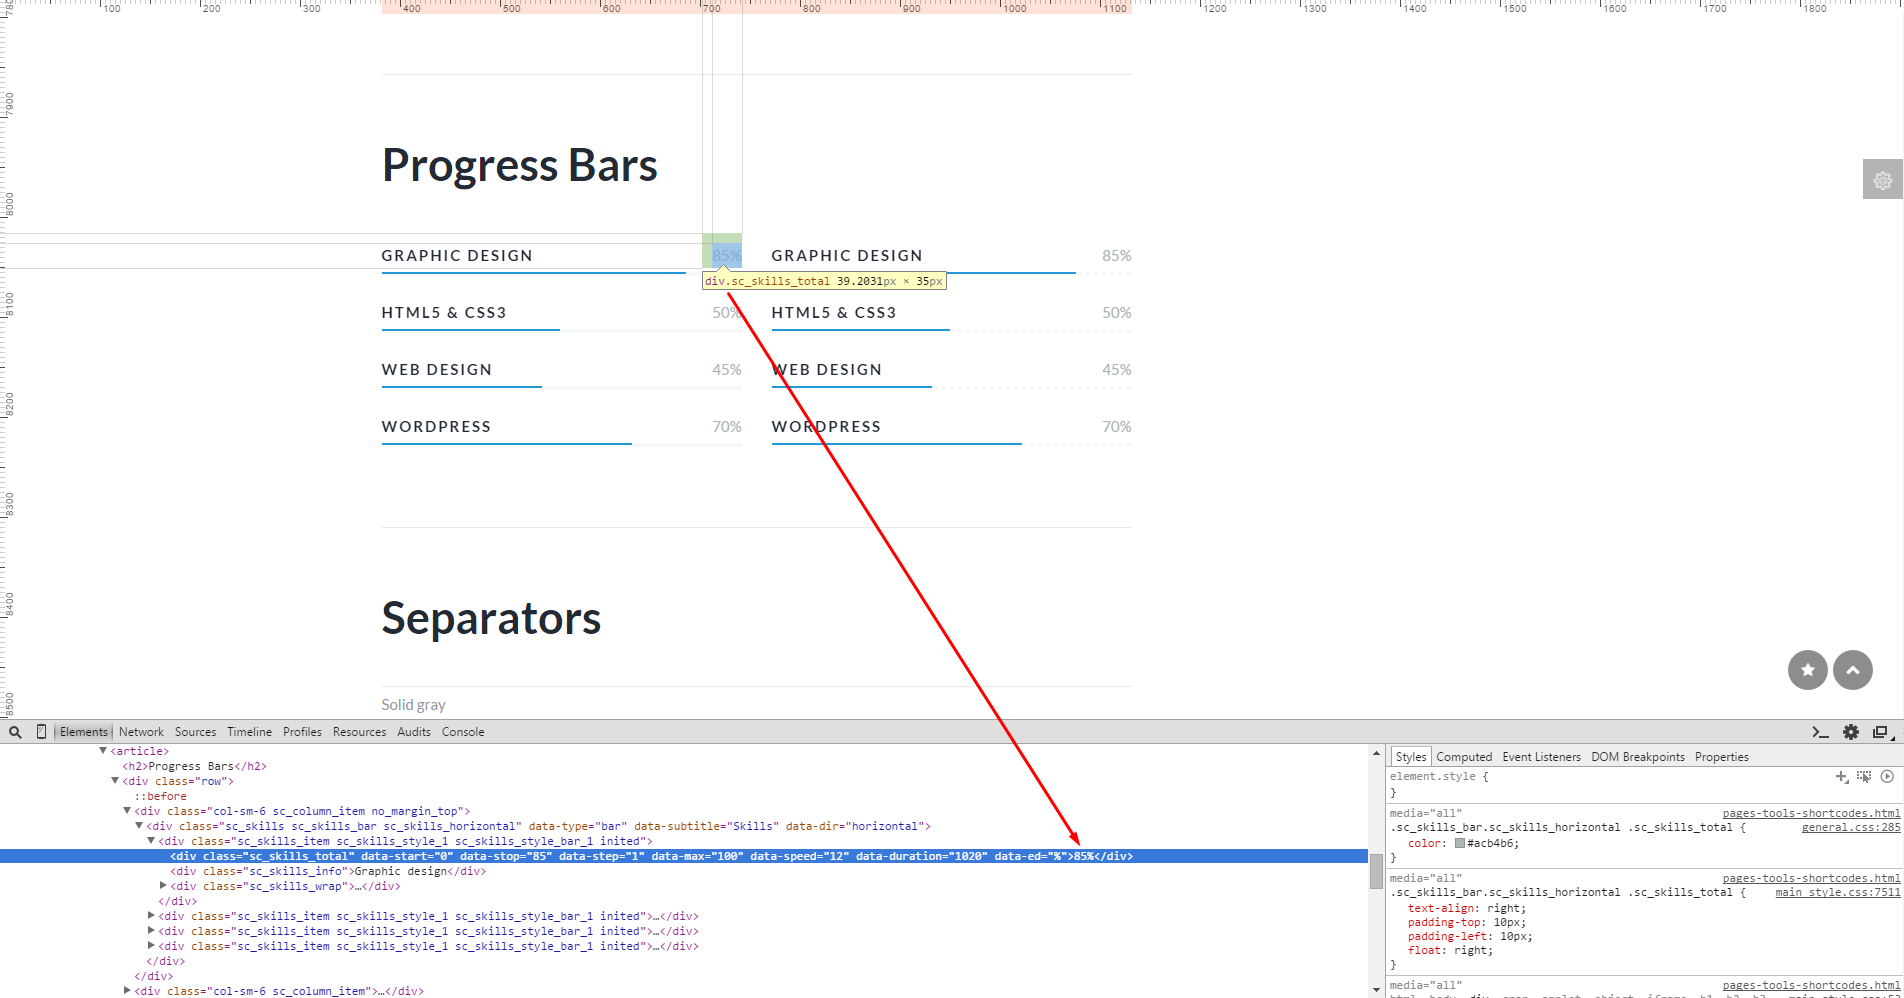 100 200 300 400 500 600 700 800 900 1000 1100 1200 1300 1400 1500 1600 1700 1800
7900
8000
8100
8200
8300
8400
8500
Progress Bars
GRAPHIC DESIGN 85% GRAPHIC DESIGN 85%
div.sc_skills_total 39.2031px × 35px
HTML5 & CSS3 50% HTML5 & CSS3 50%
WEB DESIGN 45% WEB DESIGN 45%
WORDPRESS 70% WORDPRESS 70%
Separators
Solid gray
Elements Network Sources Timeline Profiles Resources Audits Console
<article>
<h2>Progress Bars</h2>
<div class="row">
::before
<div class="col-sm-6 sc_column_item no_margin_top">
<div class="sc_skills sc_skills_bar sc_skills_horizontal" data-type="bar" data-subtitle="Skills" data-dir="horizontal">
<div class="sc_skills_item sc_skills_style_1 sc_skills_style_bar_1 inited">
<div class="sc_skills_total" data-start="0" data-stop="85" data-step="1" data-max="100" data-speed="12" data-duration="1020" data-ed="%">85%</div>
<div class="sc_skills_info">Graphic design</div>
<div class="sc_skills_wrap">…</div>
</div>
<div class="sc_skills_item sc_skills_style_1 sc_skills_style_bar_1 inited">…</div>
<div class="sc_skills_item sc_skills_style_1 sc_skills_style_bar_1 inited">…</div>
<div class="sc_skills_item sc_skills_style_1 sc_skills_style_bar_1 inited">…</div>
</div>
</div>
<div class="col-sm-6 sc_column_item">…</div>
Styles Computed Event Listeners DOM Breakpoints Properties
element.style {
}
media="all" pages-tools-shortcodes.html
.sc_skills_bar.sc_skills_horizontal .sc_skills_total { general.css:285
color: #acb4b6;
}
media="all" pages-tools-shortcodes.html
.sc_skills_bar.sc_skills_horizontal .sc_skills_total { main style.css:7511
text-align: right;
padding-top: 10px;
padding-left: 10px;
float: right;
}
media="all" pages-tools-shortcodes.html